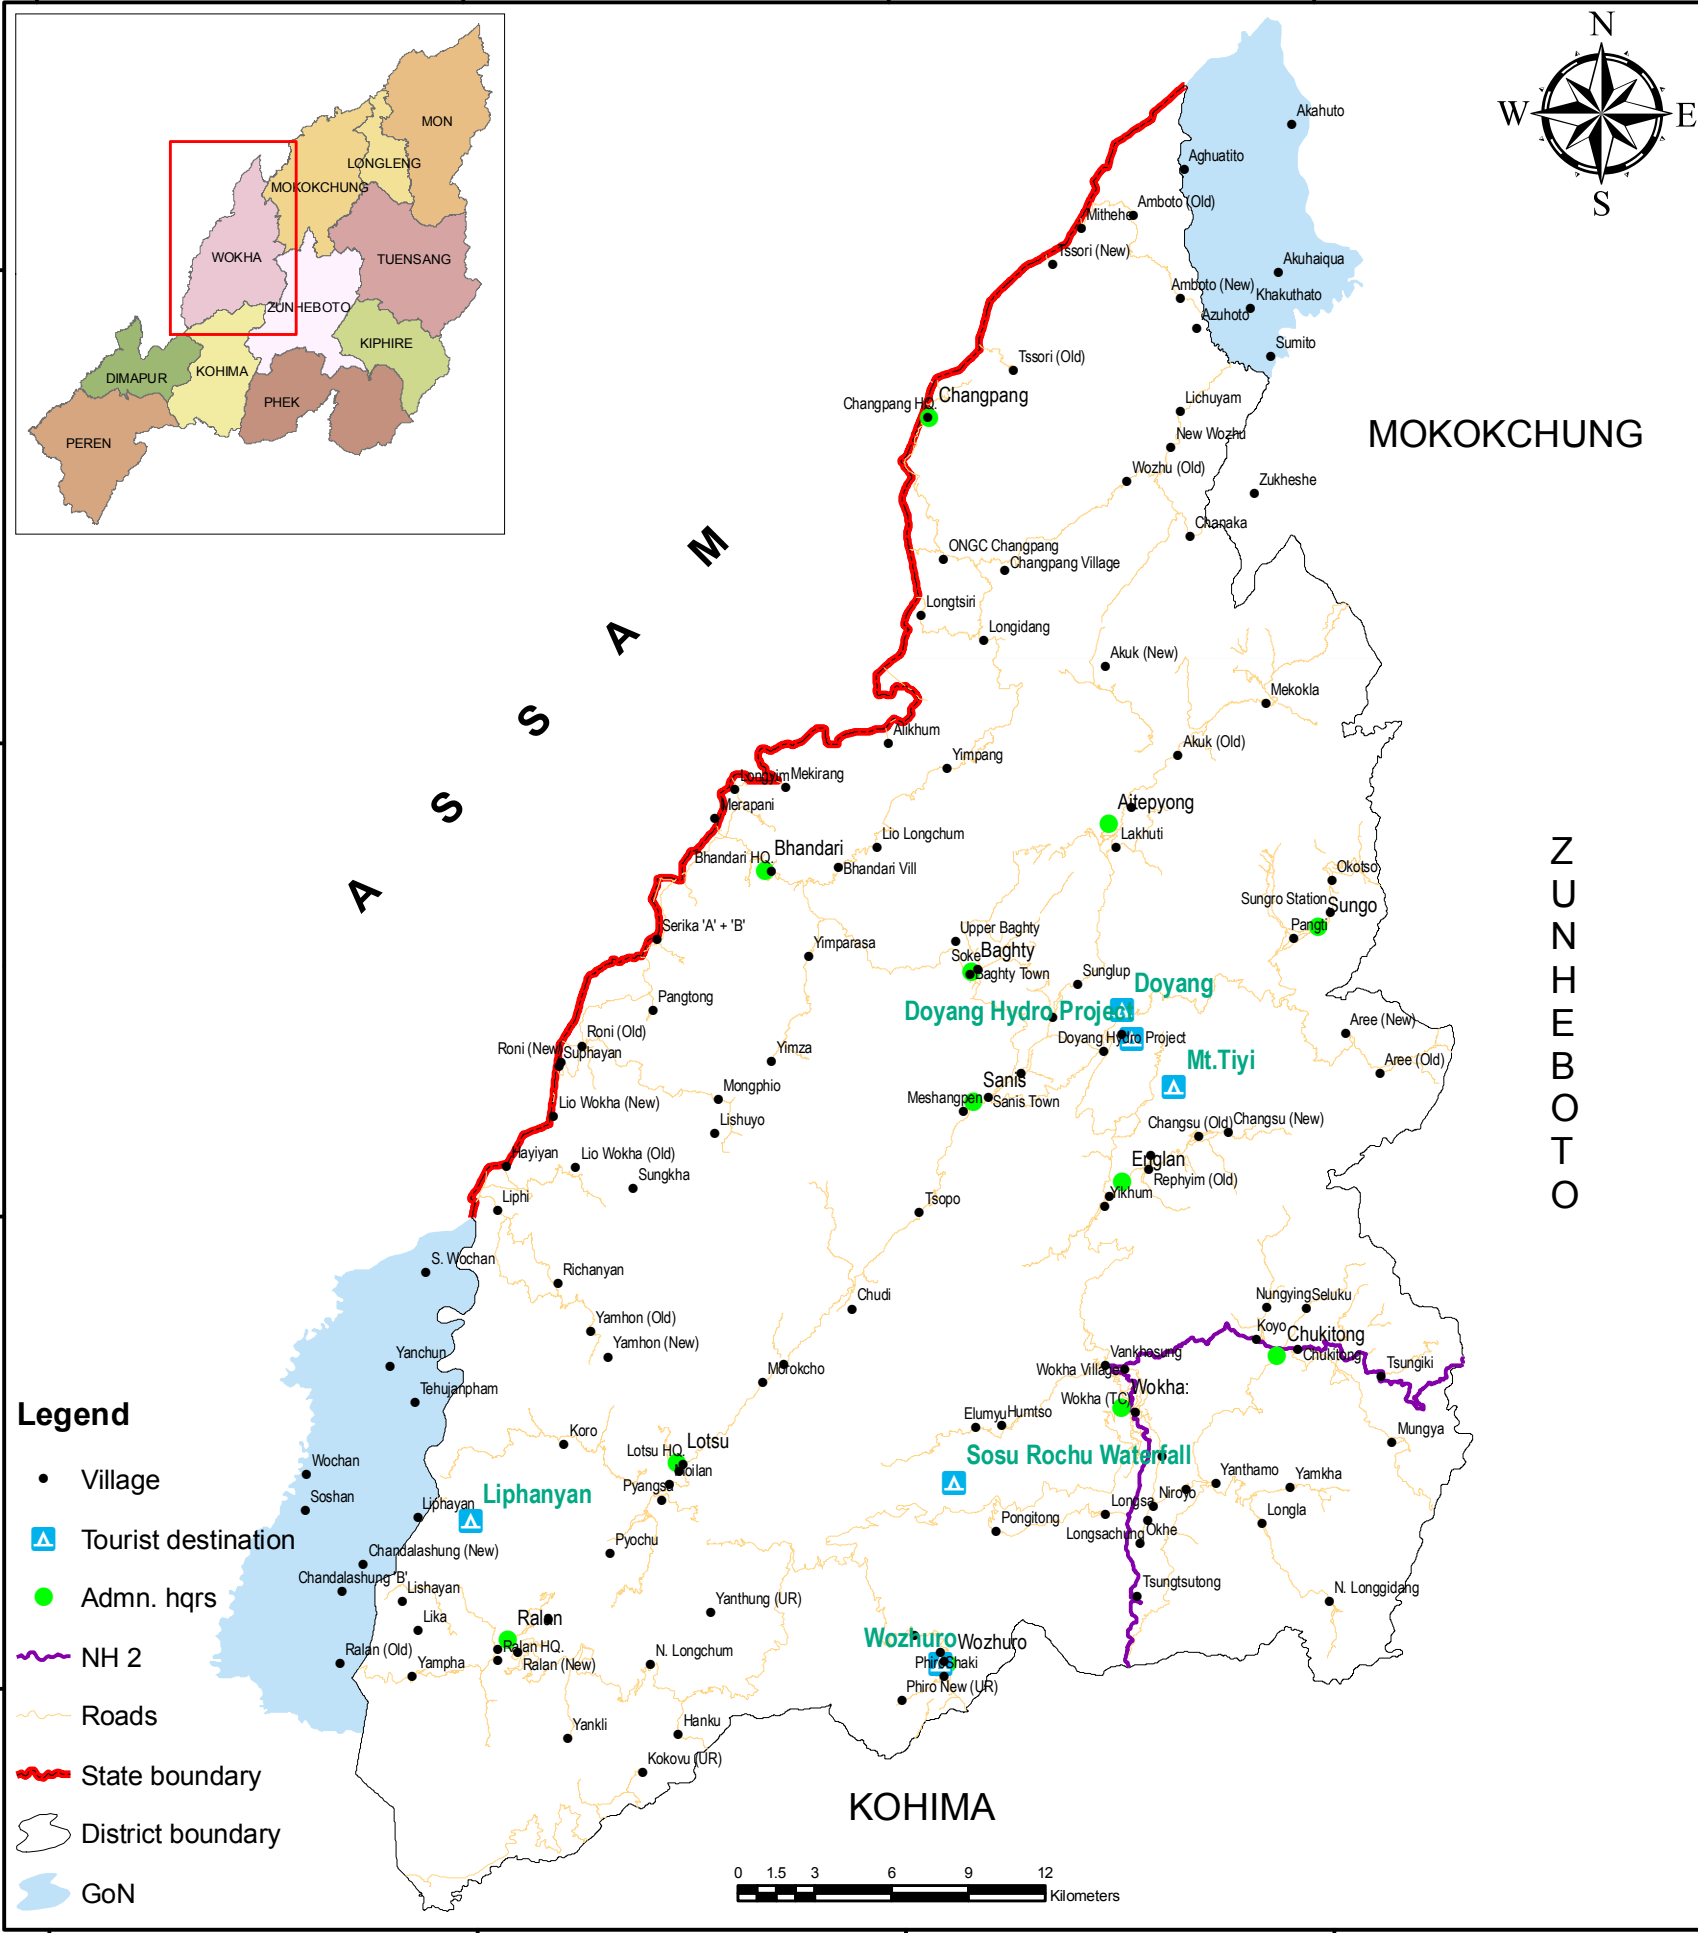 N
W
E
S
MON
LONGLENG
MOKOKCHUNG
WOKHA
TUENSANG
ZUNHEBOTO
KIPHIRE
DIMAPUR
KOHIMA
PHEK
PEREN
Akahuto
Aghuatito
Amboto (Old)
Mithehe
Tssori (New)
Akuhaiqua
Amboto (New)
Khakuthato
Azuhoto
Sumito
Tssori (Old)
Changpang
Changpang HQ.
Lichuyam
New Wozhu
MOKOKCHUNG
Wozhu (Old)
Zukheshe
Chanaka
ONGC Changpang
Changpang Village
Longtsiri
Longidang
ASSAM
Akuk (New)
Mekokla
Alikhum
Akuk (Old)
Yimpang
Longyim
Mekirang
Merapani
Aitepyong
Lakhuti
Lio Longchum
Bhandari
Bhandari HQ.
Bhandari Vill
Okotso
Sungro Station
Sungo
Pangti
ZUNHEBOTO
Serika 'A' + 'B'
Yimparasa
Upper Baghty
Soke
Baghty
Baghty Town
Sunglup
Doyang
Doyang Hydro Project
Pangtong
Roni (Old)
Roni (New)
Suphayan
Doyang Hydro Project
Aree (New)
Aree (Old)
Mt.Tiyi
Yimza
Mongphio
Sanis
Meshangpen
Sanis Town
Lio Wokha (New)
Lishuyo
Changsu (Old)
Changsu (New)
Hayiyan
Lio Wokha (Old)
Sungkha
Englan
Rephyim (Old)
Yikhum
Liphi
Tsopo
S. Wochan
Richanyan
Chudi
Nungying
Seluku
Yamhon (Old)
Yamhon (New)
Koyo
Chukitong
Chukitong
Yanchun
Vankhosung
Wokha Village
Tsungiki
Morokcho
Tehujanpham
Wokha:
Wokha (TC)
Elumyu
Humtso
Mungya
Koro
Lotsu
Lotsu HQ.
Moilan
Sosu Rochu Waterfall
Wochan
Pyangsa
Yanthamo
Yamkha
Liphanyan
Soshan
Liphayan
Niroyo
Longsa
Longla
Pongitong
Longsachung
Okhe
Chandalashung (New)
Pyochu
Chandalashung 'B'
Lishayan
Tsungtsutong
N. Longgidang
Yanthung (UR)
Lika
Ralan
Wozhuro
Wozhuro
Ralan (Old)
Ralan HQ.
Ralan (New)
Yampha
N. Longchum
Phiro
Shaki
Phiro New (UR)
Yankli
Hanku
Kokovu (UR)
KOHIMA
Legend
Village
Tourist destination
Admn. hqrs
NH 2
Roads
State boundary
District boundary
GoN
0 1.5 3 6 9 12
Kilometers